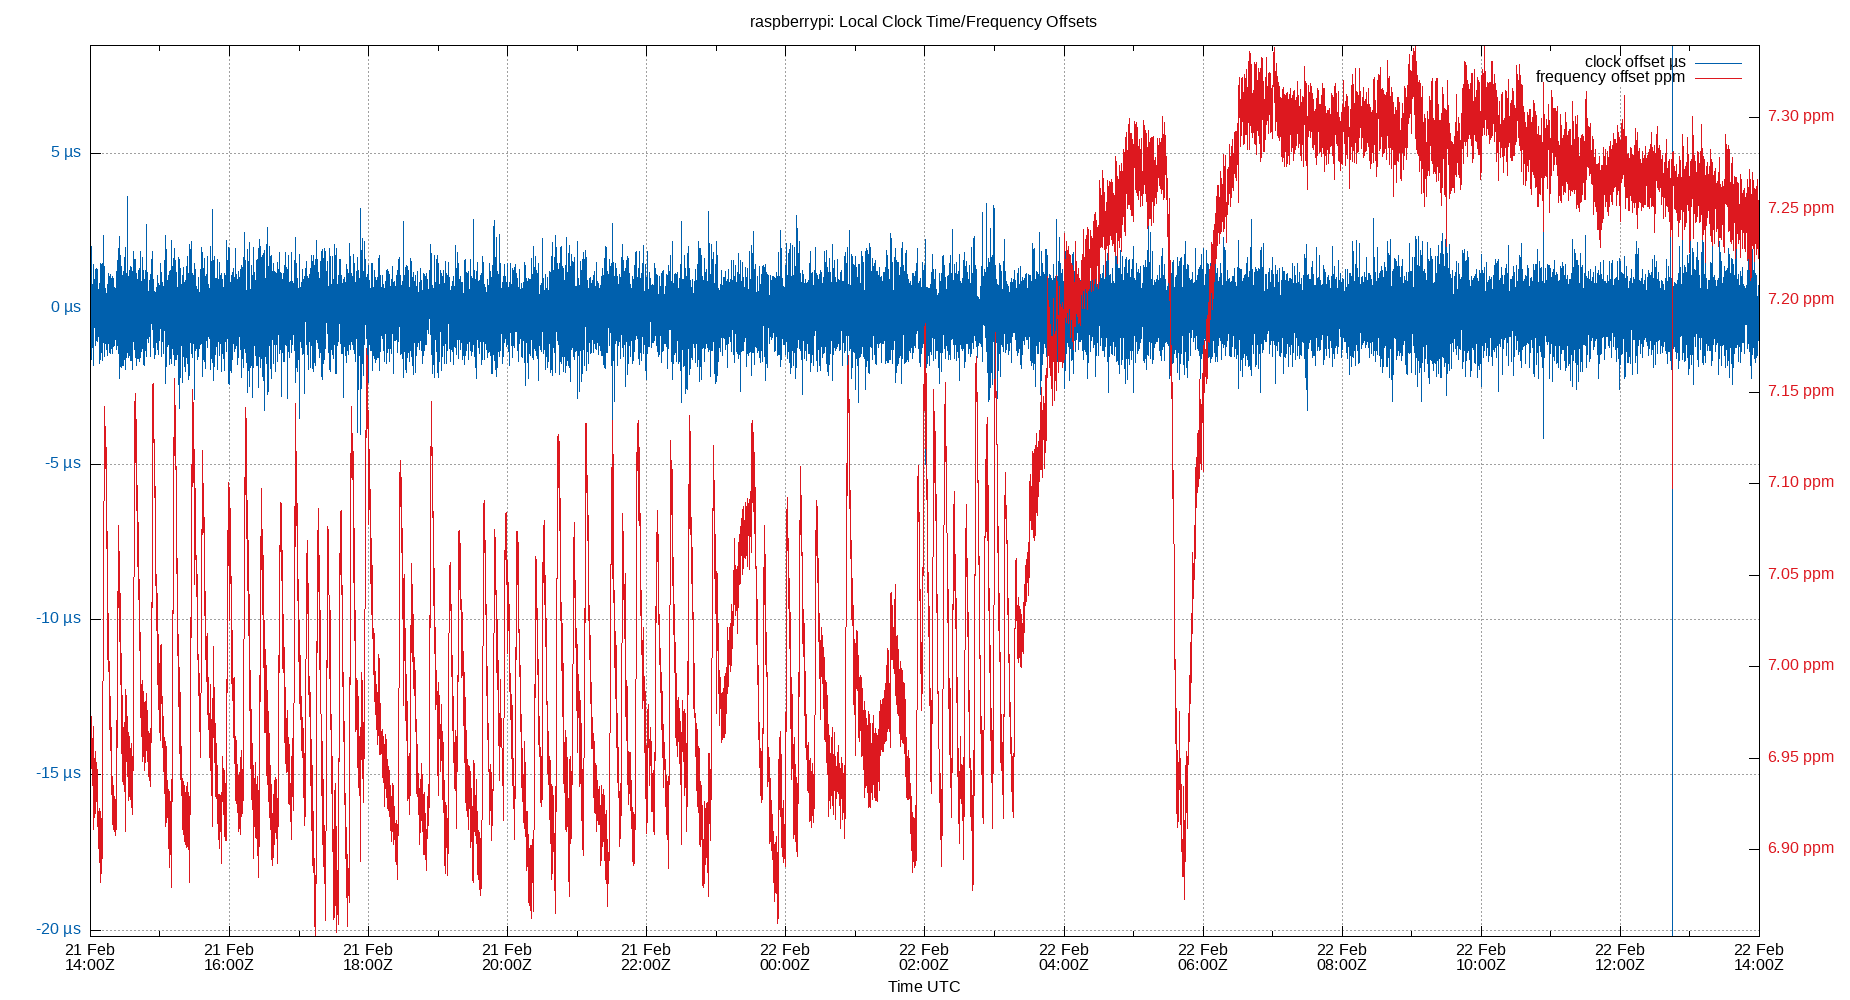 raspberrypi: Local Clock Time/Frequency Offsets
clock offset µs
frequency offset ppm
5 µs
0 µs
-5 µs
-10 µs
-15 µs
-20 µs
7.30 ppm
7.25 ppm
7.20 ppm
7.15 ppm
7.10 ppm
7.05 ppm
7.00 ppm
6.95 ppm
6.90 ppm
21 Feb 21 Feb 21 Feb 21 Feb 21 Feb 22 Feb 22 Feb 22 Feb 22 Feb 22 Feb 22 Feb 22 Feb 22 Feb
14:00Z 16:00Z 18:00Z 20:00Z 22:00Z 00:00Z 02:00Z 04:00Z 06:00Z 08:00Z 10:00Z 12:00Z 14:00Z
Time UTC